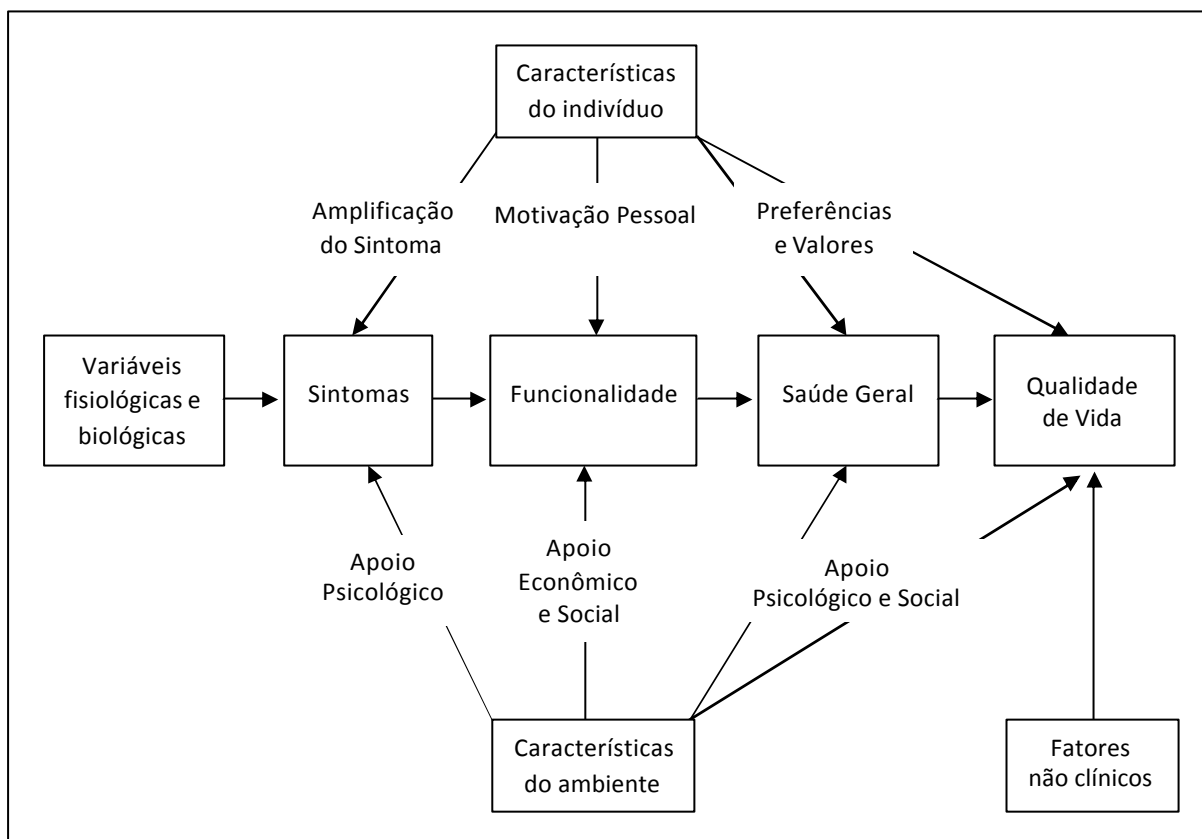 Características
do indivíduo
Amplificação
do Sintoma
Motivação Pessoal
Preferências
e Valores
Variáveis
fisiológicas e
biológicas
Sintomas
Funcionalidade
Saúde Geral
Qualidade
de Vida
Apoio
Psicológico
Apoio
Econômico
e Social
Apoio
Psicológico e Social
Características
do ambiente
Fatores
não clínicos